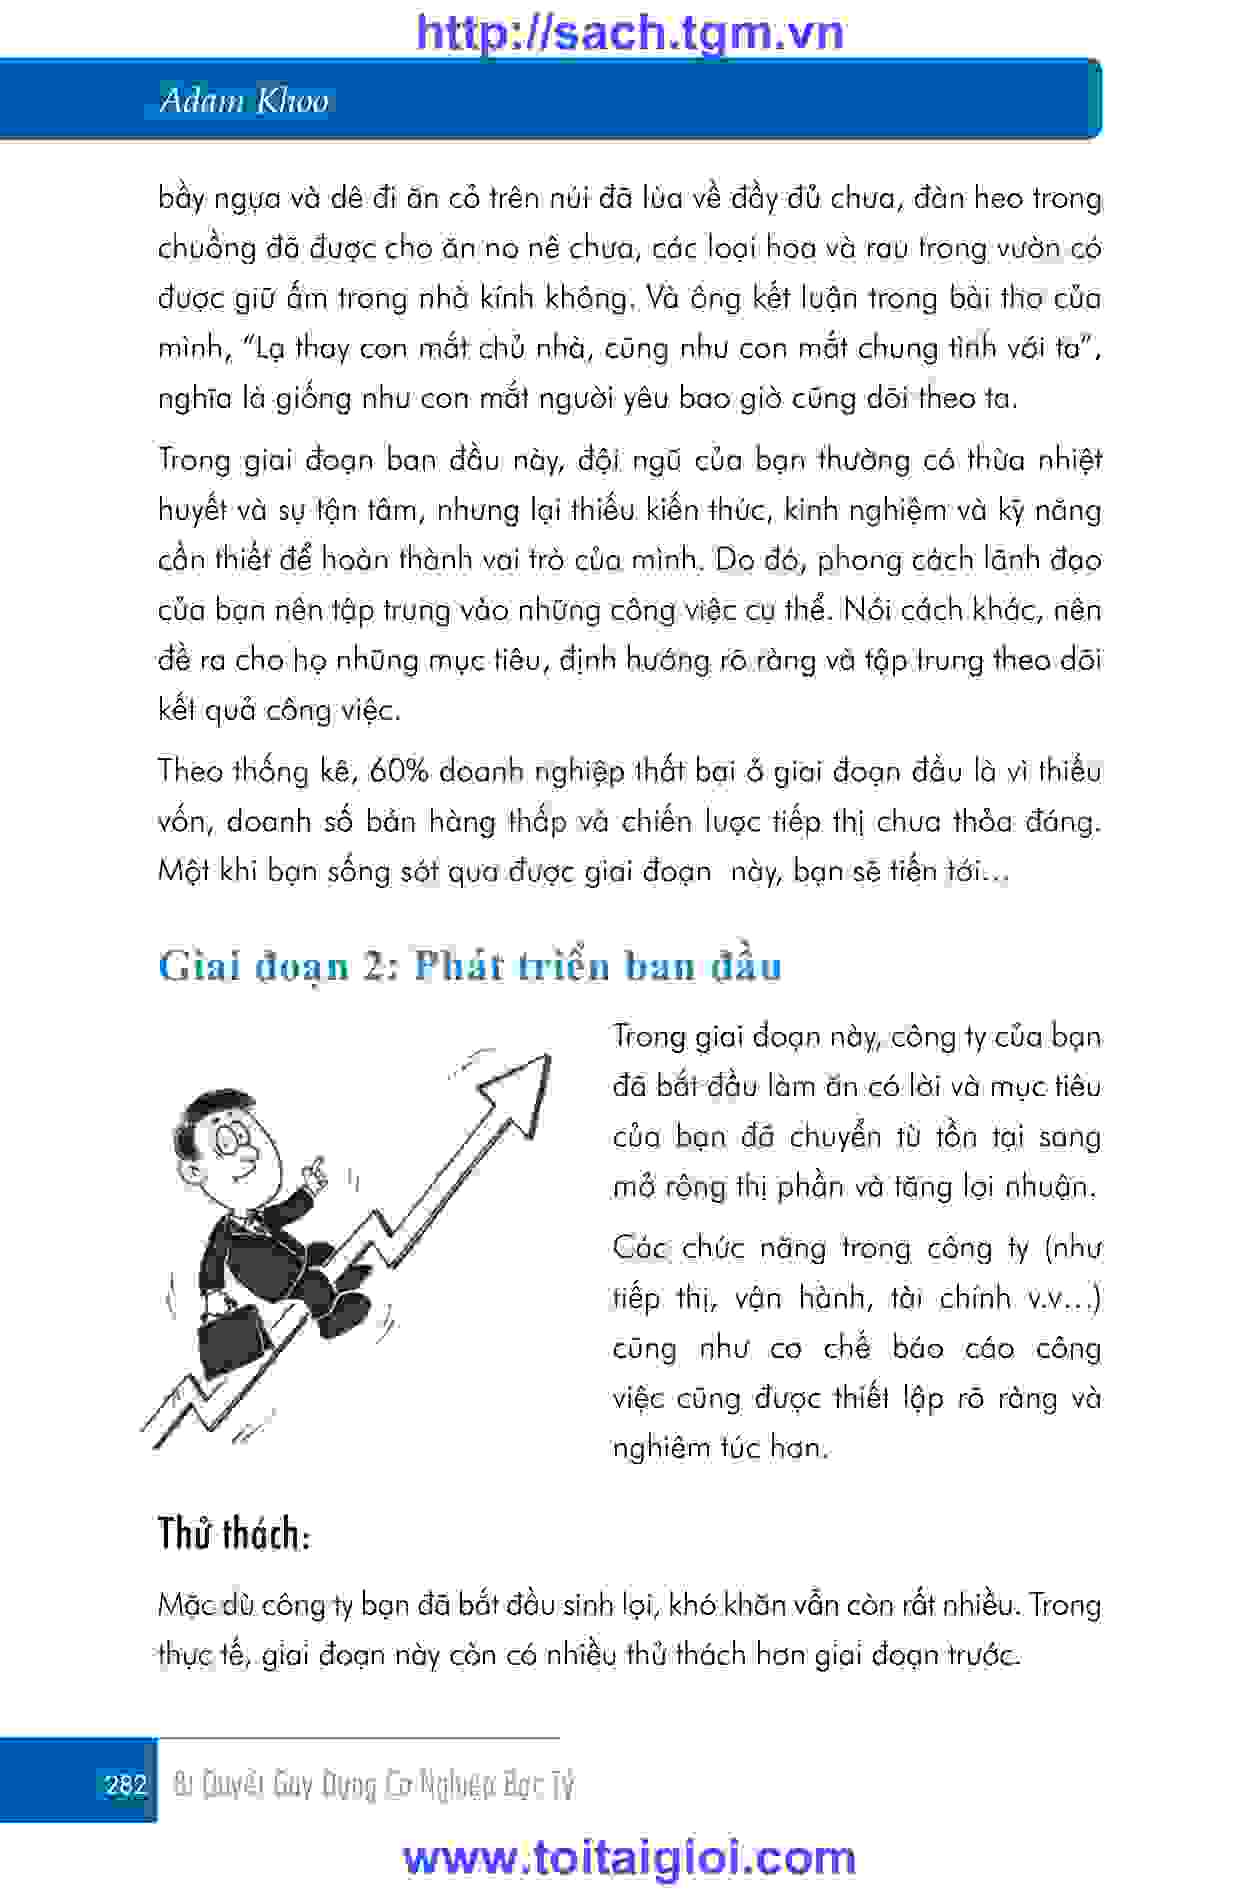 http://sach.tgm.vn
Adam Khoo
bầy ngựa và dê đi ăn cỏ trên núi đã lùa về đầy đủ chưa, đàn heo trong
chuồng đã được cho ăn no nê chưa, các loại hoa và rau trong vườn có
được giữ ấm trong nhà kính không. Và ông kết luận trong bài thơ của
mình, “Lạ thay con mắt chủ nhà, cũng như con mắt chung tình với ta”,
nghĩa là giống như con mắt người yêu bao giờ cũng dõi theo ta.
Trong giai đoạn ban đầu này, đội ngũ của bạn thường có thừa nhiệt
huyết và sự tận tâm, nhưng lại thiếu kiến thức, kinh nghiệm và kỹ năng
cần thiết để hoàn thành vai trò của mình. Do đó, phong cách lãnh đạo
của bạn nên tập trung vào những công việc cụ thể. Nói cách khác, nên
đề ra cho họ những mục tiêu, định hướng rõ ràng và tập trung theo dõi
kết quả công việc.
Theo thống kê, 60% doanh nghiệp thất bại ở giai đoạn đầu là vì thiếu
vốn, doanh số bán hàng thấp và chiến lược tiếp thị chưa thỏa đáng.
Một khi bạn sống sót qua được giai đoạn này, bạn sẽ tiến tới...
Giai đoạn 2: Phát triển ban đầu
Trong giai đoạn này, công ty của bạn
đã bắt đầu làm ăn có lời và mục tiêu
của bạn đã chuyển từ tồn tại sang
mở rộng thị phần và tăng lợi nhuận.
Các chức năng trong công ty (như
tiếp thị, vận hành, tài chính v.v...)
cũng như cơ chế báo cáo công
việc cũng được thiết lập rõ ràng và
nghiêm túc hơn.
Thử thách:
Mặc dù công ty bạn đã bắt đầu sinh lợi, khó khăn vẫn còn rất nhiều. Trong
thực tế, giai đoạn này còn có nhiều thử thách hơn giai đoạn trước.
282 Bí Quyết Gây Dựng Cơ Nghiệp Bạc Tỷ
www.toitaigioi.com